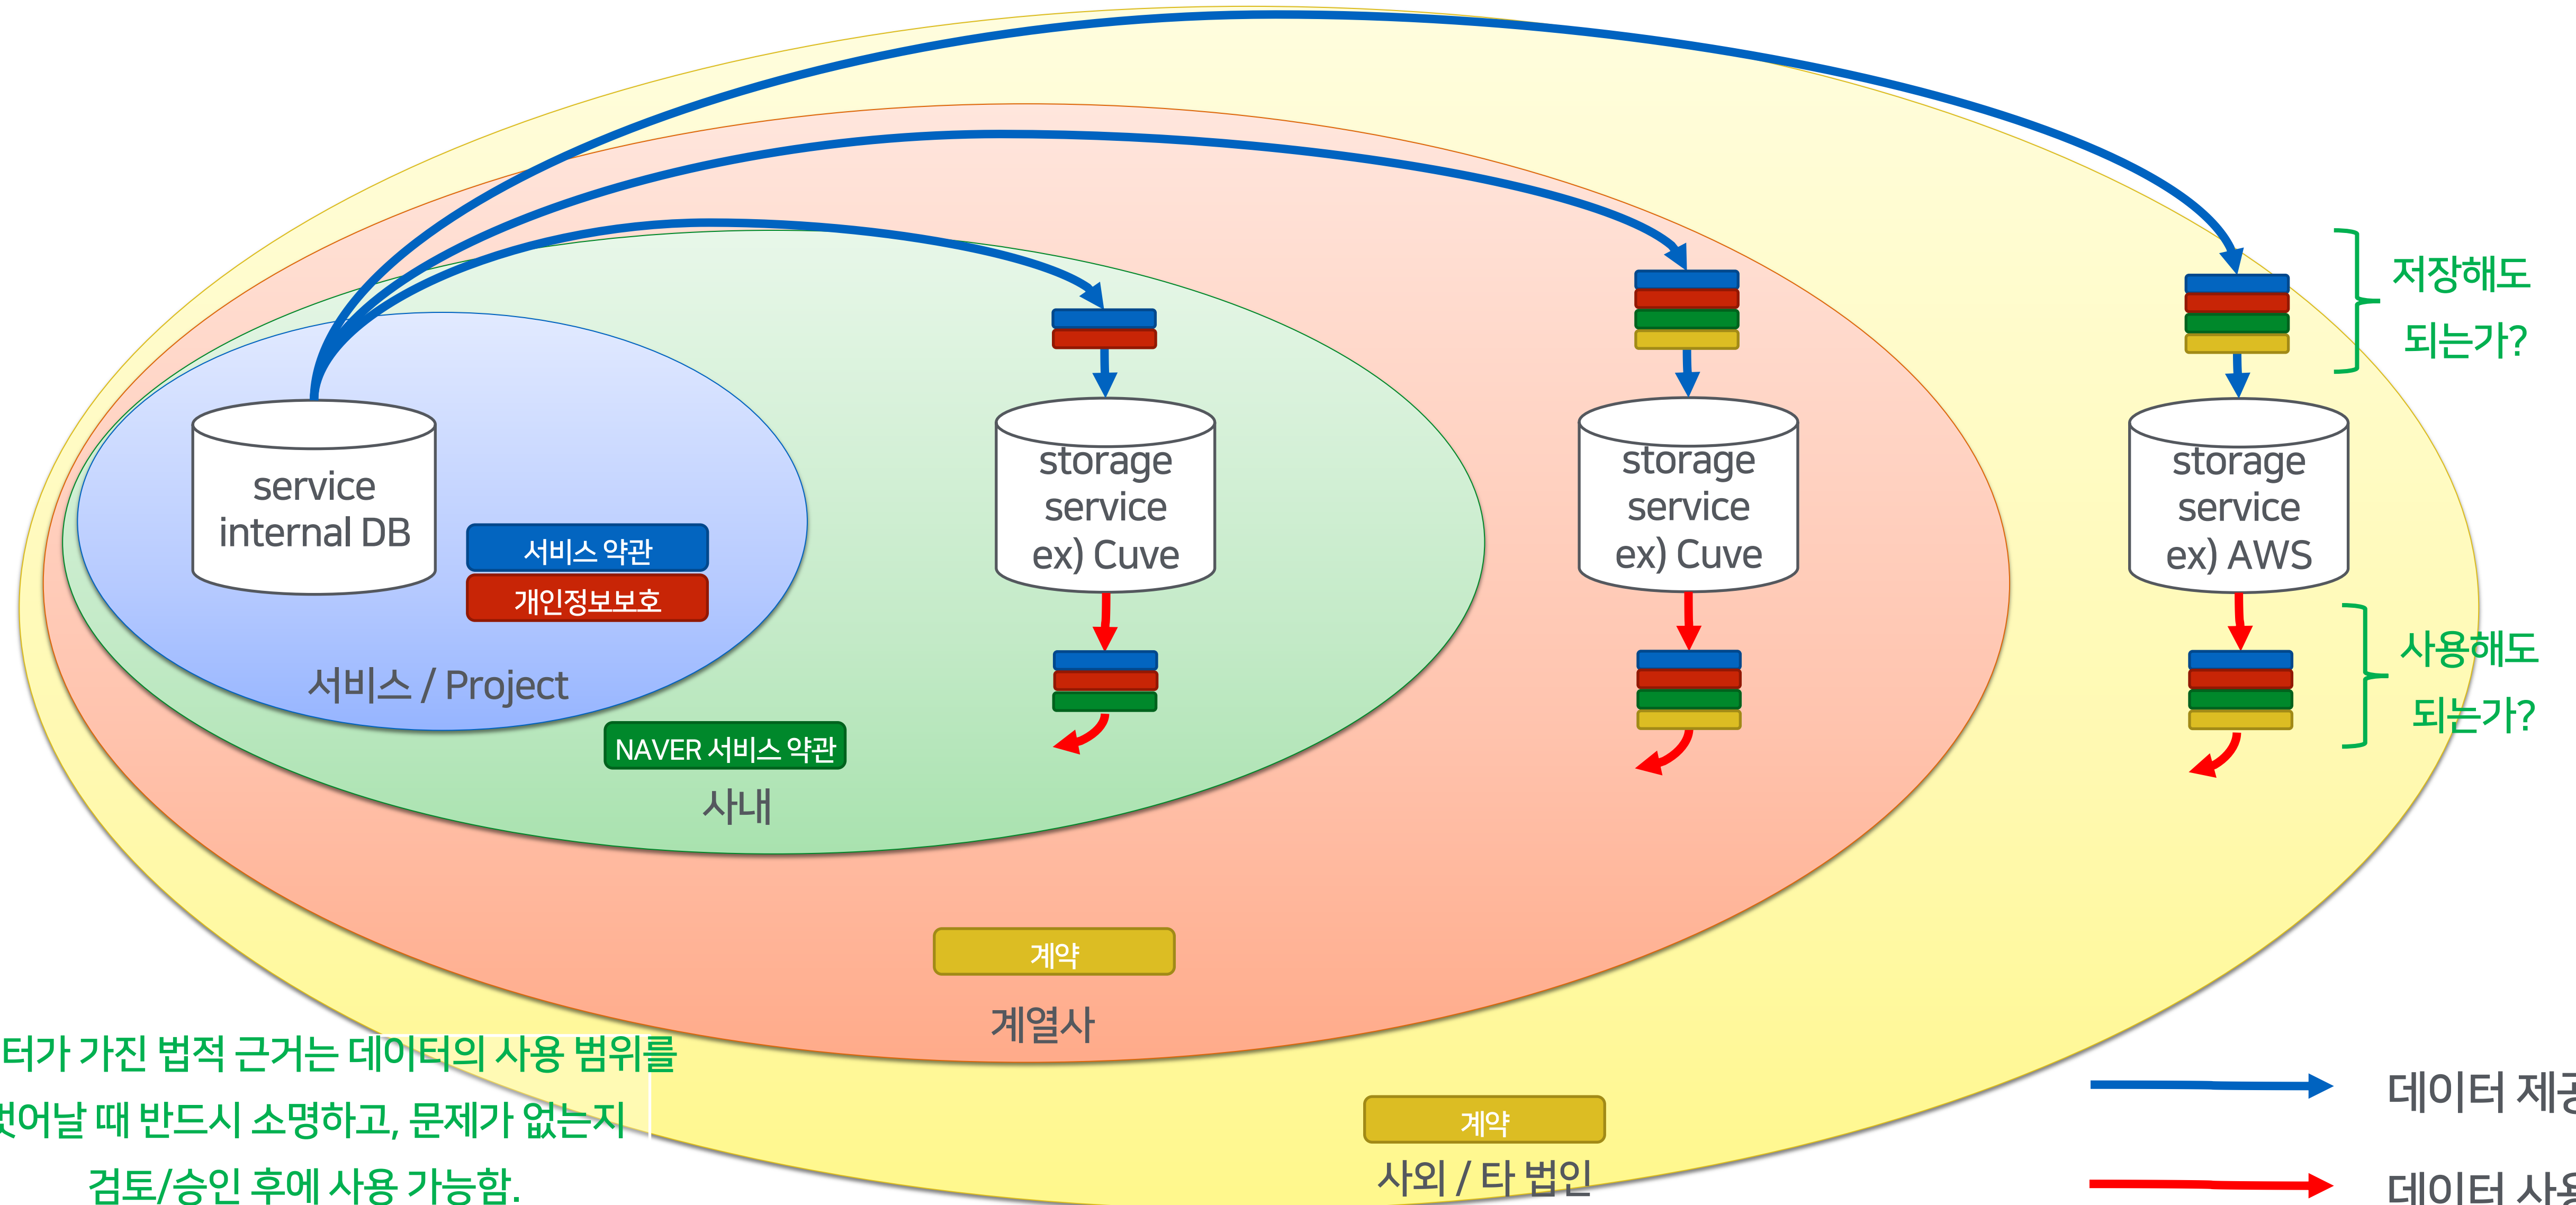 저장해도
되는가?
service
internal DB
서비스 약관
개인정보보호
서비스 / Project
storage
service
ex) Cuve
storage
service
ex) Cuve
storage
service
ex) AWS
사용해도
되는가?
NAVER 서비스 약관
사내
계약
계열사
터가 가진 법적 근거는 데이터의 사용 범위를
벗어날 때 반드시 소명하고, 문제가 없는지
검토/승인 후에 사용 가능함.
계약
사외 / 타 법인
데이터 제공
데이터 사용